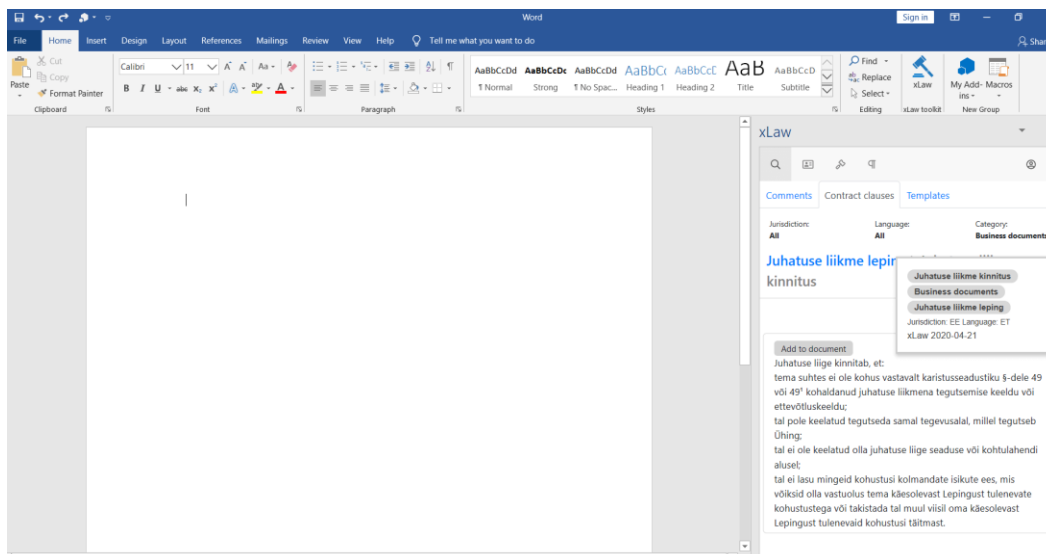 Word
Sign in
File Home Insert Design Layout References Mailings Review View Help Tell me what you want to do Shar
Paste
Cut
Copy
Format Painter
Clipboard
Calibri 11
Font
Paragraph
AaBbCcDd AaBbCcDc AaBbCcDd AaBbCc AaBbCcE AaB AaBbCcD
¶ Normal Strong ¶ No Spac... Heading 1 Heading 2 Title Subtitle
Styles
Find
Replace
Select
Editing
xLaw
xLaw toolkit
My Add-ins
Macros
New Group
xLaw
Comments Contract clauses Templates
Jurisdiction: Language: Category:
All All Business documents
Juhatuse liikme lepin
kinnitus
Juhatuse liikme kinnitus
Business documents
Juhatuse liikme leping
Jurisdiction: EE Language: ET
xLaw 2020-04-21
Add to document
Juhatuse liige kinnitab, et:
tema suhtes ei ole kohus vastavalt karistusseadustiku §-dele 49
või 49¹ kohaldanud juhatuse liikmena tegutsemise keeldu või
ettevõtluskeeldu;
tal pole keelatud tegutseda samal tegevusalal, millel tegutseb
Ühing;
tal ei ole keelatud olla juhatuse liige seaduse või kohtulahendi
alusel;
tal ei lasu mingeid kohustusi kolmandate isikute ees, mis
võiksid olla vastuolus tema käesolevast Lepingust tulenevate
kohustustega või takistada tal muul viisil oma käesolevast
Lepingust tulenevaid kohustusi täitmast.